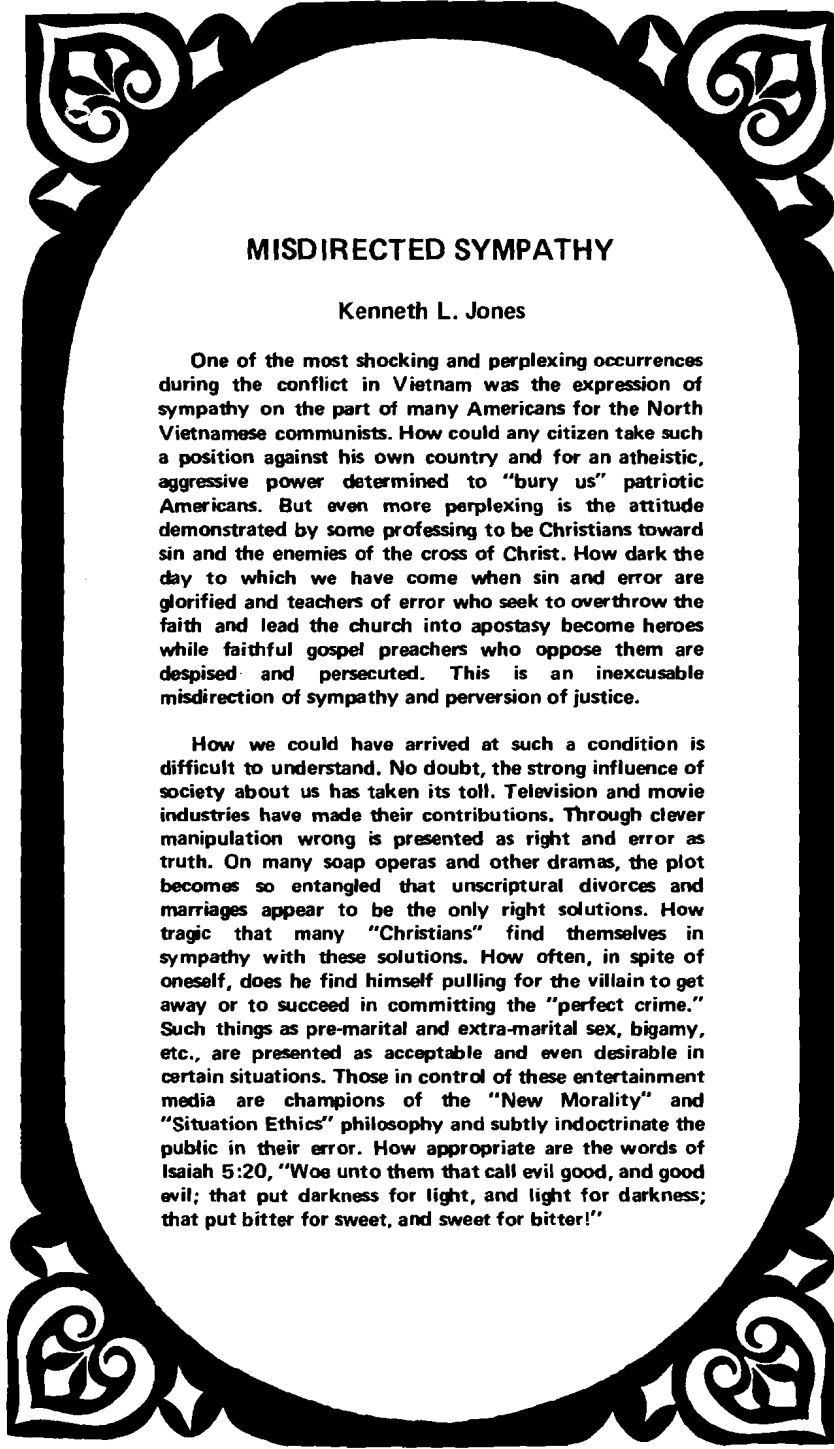 MISDIRECTED SYMPATHY
Kenneth L. Jones
One of the most shocking and perplexing occurrences
during the conflict in Vietnam was the expression of
sympathy on the part of many Americans for the North
Vietnamese communists. How could any citizen take such
a position against his own country and for an atheistic,
aggressive power determined to "bury us" patriotic
Americans. But even more perplexing is the attitude
demonstrated by some professing to be Christians toward
sin and the enemies of the cross of Christ. How dark the
day to which we have come when sin and error are
glorified and teachers of error who seek to overthrow the
faith and lead the church into apostasy become heroes
while faithful gospel preachers who oppose them are
despised and persecuted. This is an inexcusable
misdirection of sympathy and perversion of justice.
How we could have arrived at such a condition is
difficult to understand. No doubt, the strong influence of
society about us has taken its toll. Television and movie
industries have made their contributions. Through clever
manipulation wrong is presented as right and error as
truth. On many soap operas and other dramas, the plot
becomes so entangled that unscriptural divorces and
marriages appear to be the only right solutions. How
tragic that many "Christians" find themselves in
sympathy with these solutions. How often, in spite of
oneself, does he find himself pulling for the villain to get
away or to succeed in committing the "perfect crime."
Such things as pre-marital and extra-marital sex, bigamy,
etc., are presented as acceptable and even desirable in
certain situations. Those in control of these entertainment
media are champions of the "New Morality" and
"Situation Ethics" philosophy and subtly indoctrinate the
public in their error. How appropriate are the words of
Isaiah 5:20, "Woe unto them that call evil good, and good
evil; that put darkness for light, and light for darkness;
that put bitter for sweet, and sweet for bitter!"